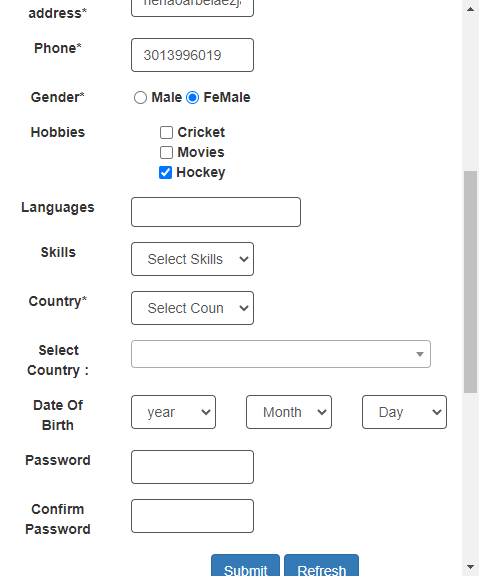 address*
Phone*
3013996019
Gender*
Male FeMale
Hobbies
Cricket
Movies
Hockey
Languages
Skills
Select Skills
Country*
Select Coun
Select
Country :
Date Of
Birth
year Month Day
Password
Confirm
Password
Submit Refresh